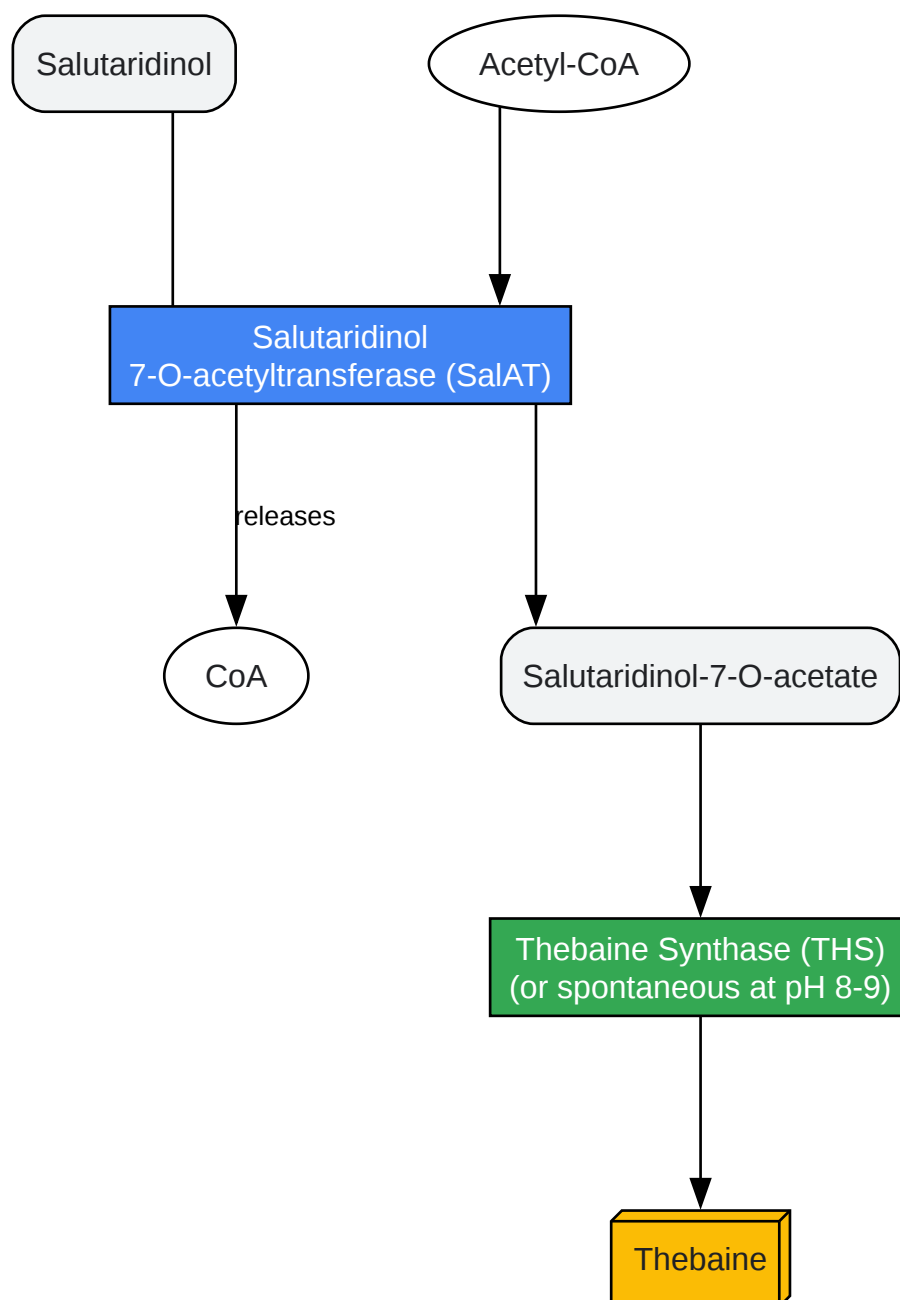 Salutaridinol
Acetyl-CoA
Salutaridinol
7-O-acetyltransferase (SalAT)
releases
CoA
Salutaridinol-7-O-acetate
Thebaine Synthase (THS)
(or spontaneous at pH 8-9)
Thebaine